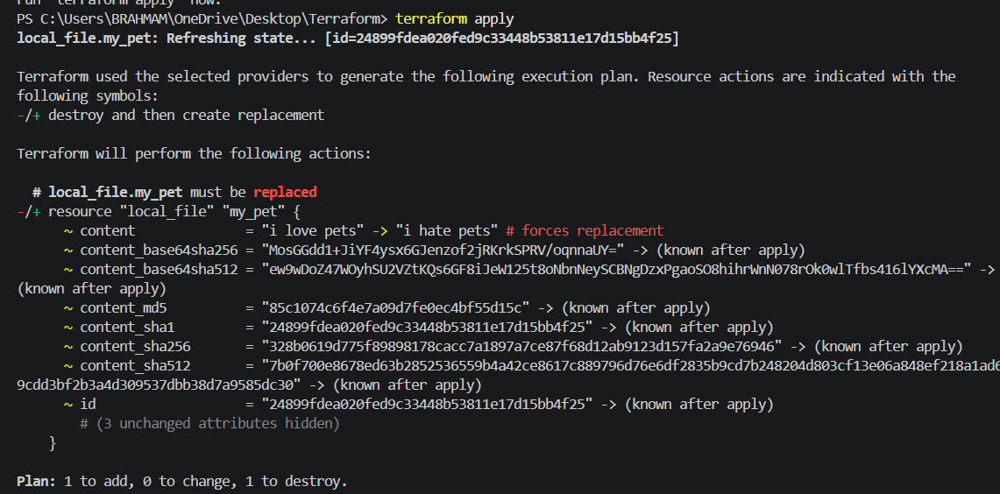 run "terraform apply" now.
PS C:\Users\BRAHMAM\OneDrive\Desktop\Terraform> terraform apply
local_file.my_pet: Refreshing state... [id=24899fdea020fed9c33448b53811e17d15bb4f25]
Terraform used the selected providers to generate the following execution plan. Resource actions are indicated with the
following symbols:
-/+ destroy and then create replacement
Terraform will perform the following actions:
# local_file.my_pet must be replaced
-/+ resource "local_file" "my_pet" {
~ content = "i love pets" -> "i hate pets" # forces replacement
~ content_base64sha256 = "MosGGdd1+JiYF4ysx6GJenzof2jRKrkSPRV/oqnnaUY=" -> (known after apply)
~ content_base64sha512 = "ew9wDoZ47WOyhSU2VZtKQs6GF8iJeW125t8oNbnNeySCBNgDzxPgaoSO8hihrWnN078rOk0wlTfbs416lYXcMA==" ->
(known after apply)
~ content_md5 = "85c1074c6f4e7a09d7fe0ec4bf55d15c" -> (known after apply)
~ content_sha1 = "24899fdea020fed9c33448b53811e17d15bb4f25" -> (known after apply)
~ content_sha256 = "328b0619d775f89898178cacc7a1897a7ce87f68d12ab9123d157fa2a9e76946" -> (known after apply)
~ content_sha512 = "7b0f700e8678ed63b2852536559b4a42ce8617c889796d76e6df2835b9cd7b248204d803cf13e06a848ef218a1ad6
9cdd3bf2b3a4d309537dbb38d7a9585dc30" -> (known after apply)
~ id = "24899fdea020fed9c33448b53811e17d15bb4f25" -> (known after apply)
# (3 unchanged attributes hidden)
}
Plan: 1 to add, 0 to change, 1 to destroy.